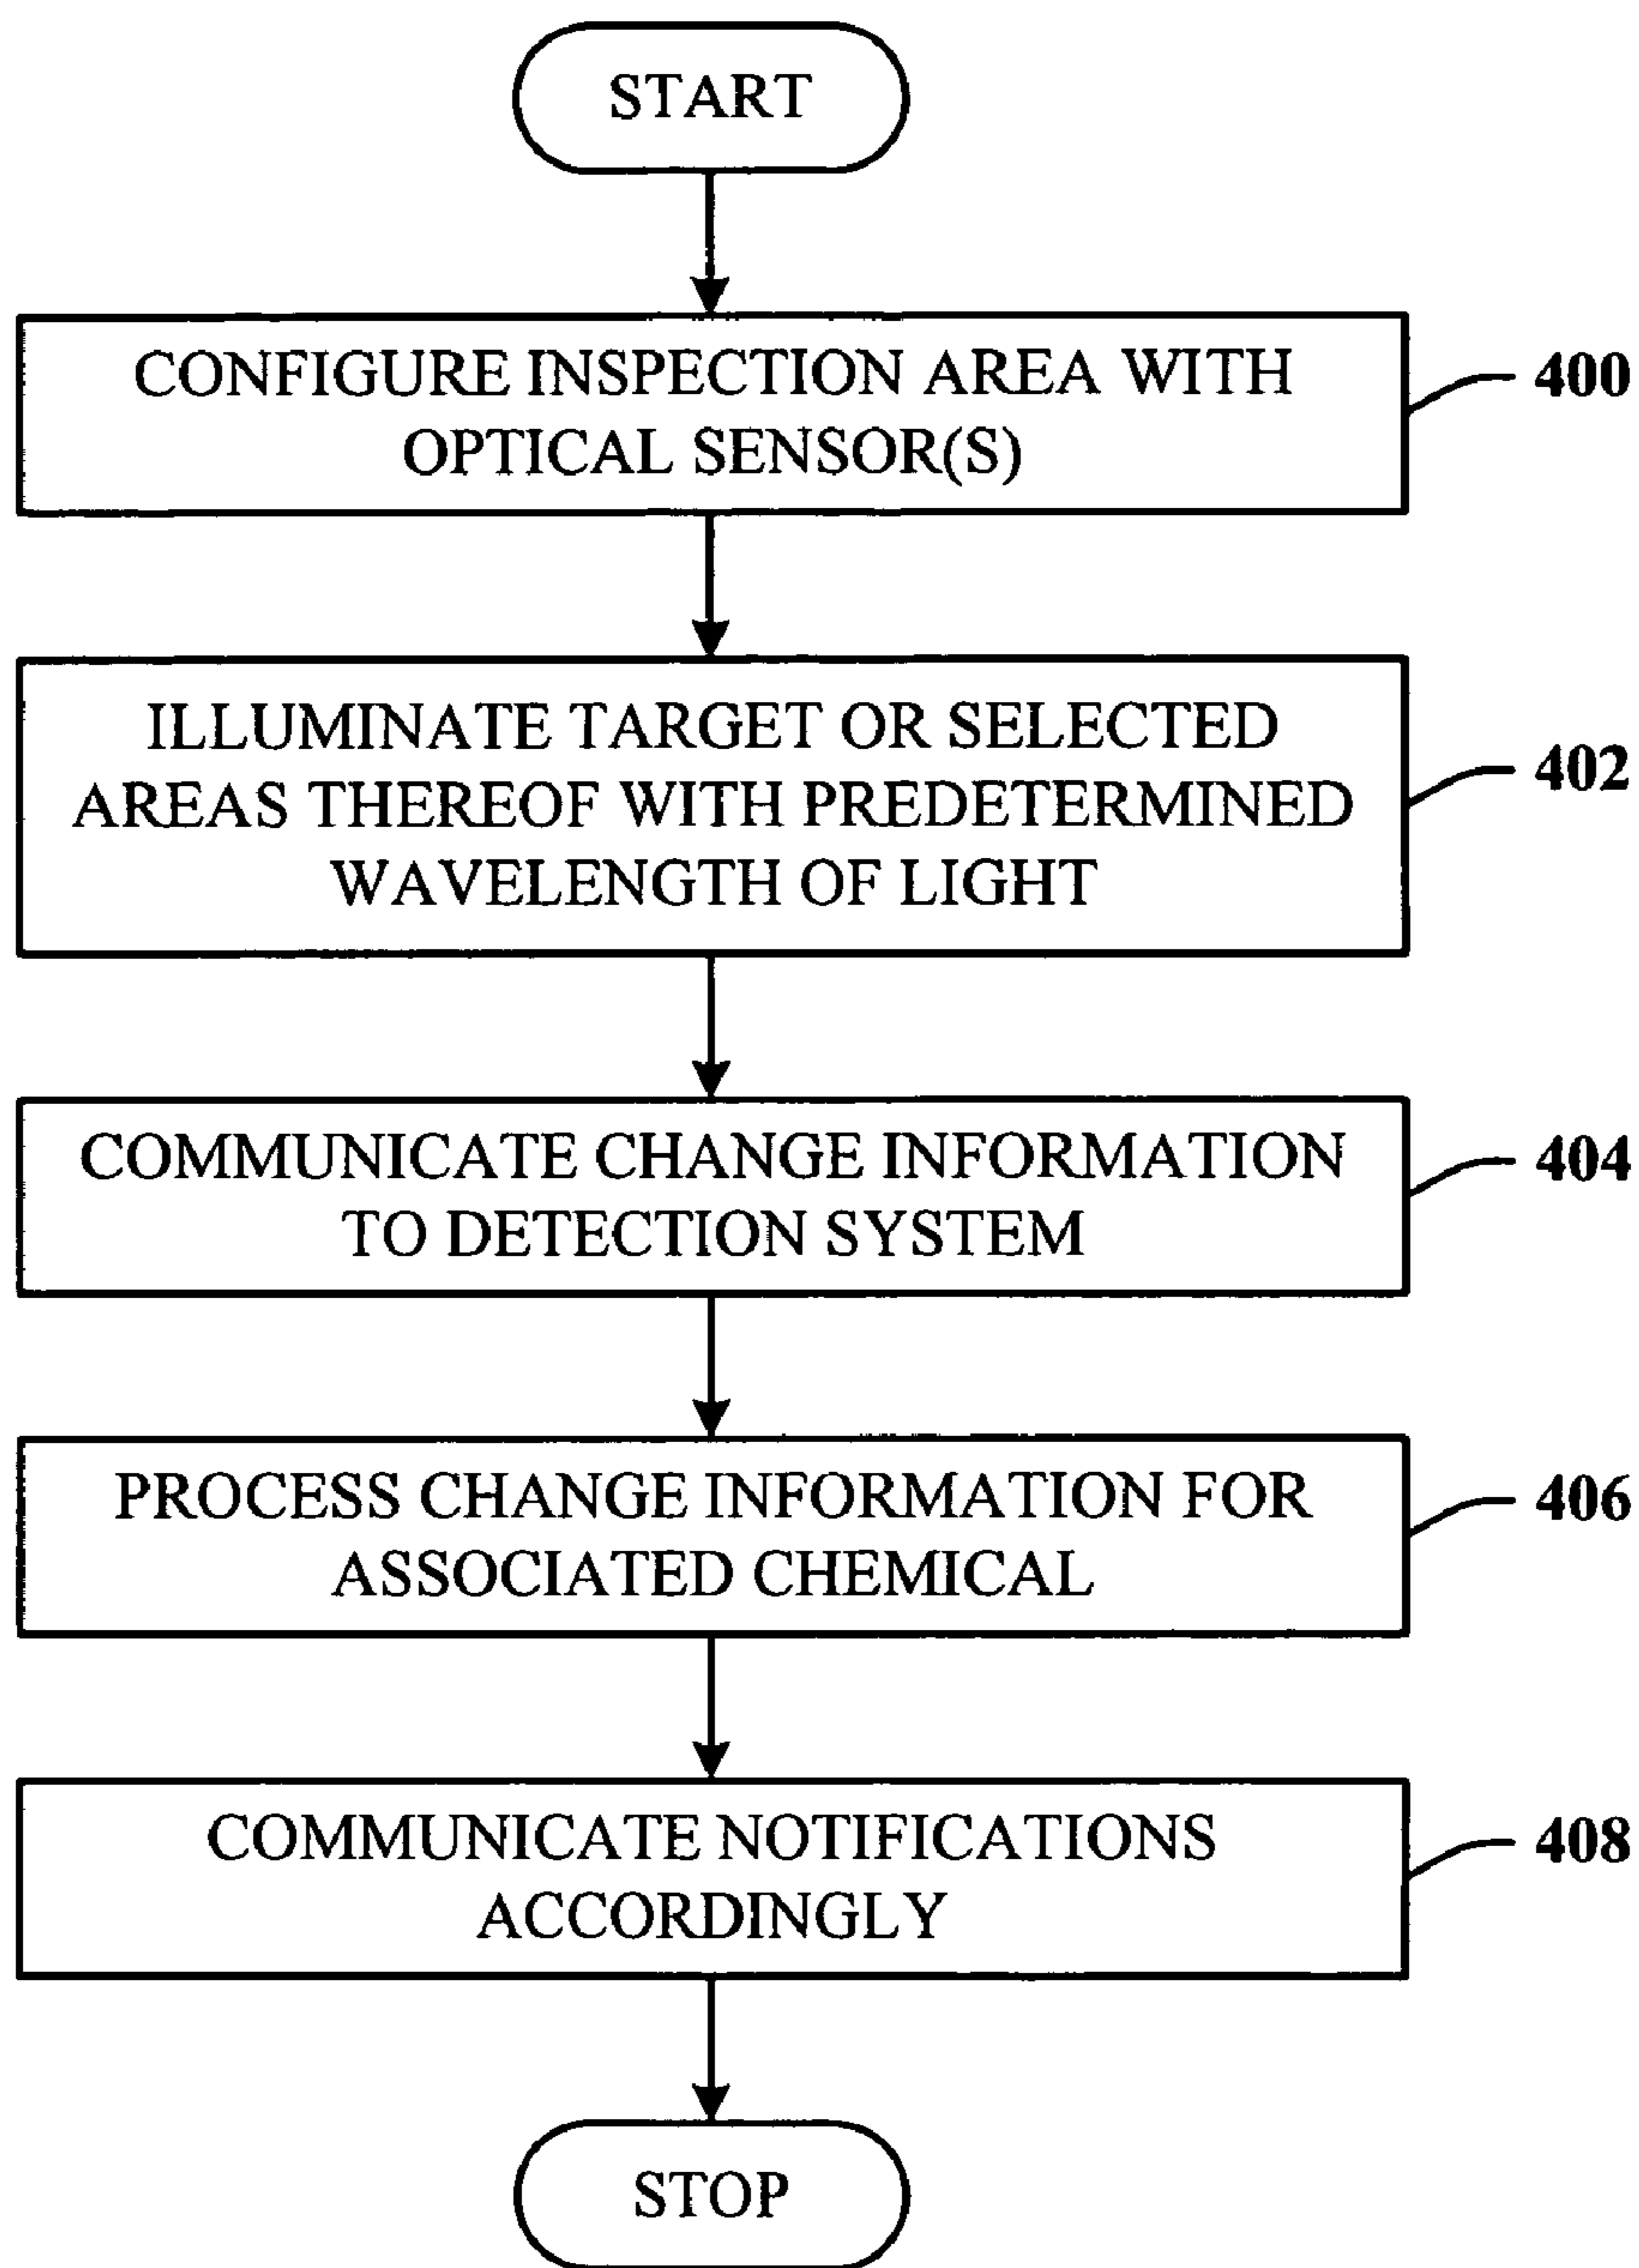 START
CONFIGURE INSPECTION AREA WITH
OPTICAL SENSOR(S)
400
ILLUMINATE TARGET OR SELECTED
AREAS THEREOF WITH PREDETERMINED
WAVELENGTH OF LIGHT
402
COMMUNICATE CHANGE INFORMATION
TO DETECTION SYSTEM
404
PROCESS CHANGE INFORMATION FOR
ASSOCIATED CHEMICAL
406
COMMUNICATE NOTIFICATIONS
ACCORDINGLY
408
STOP